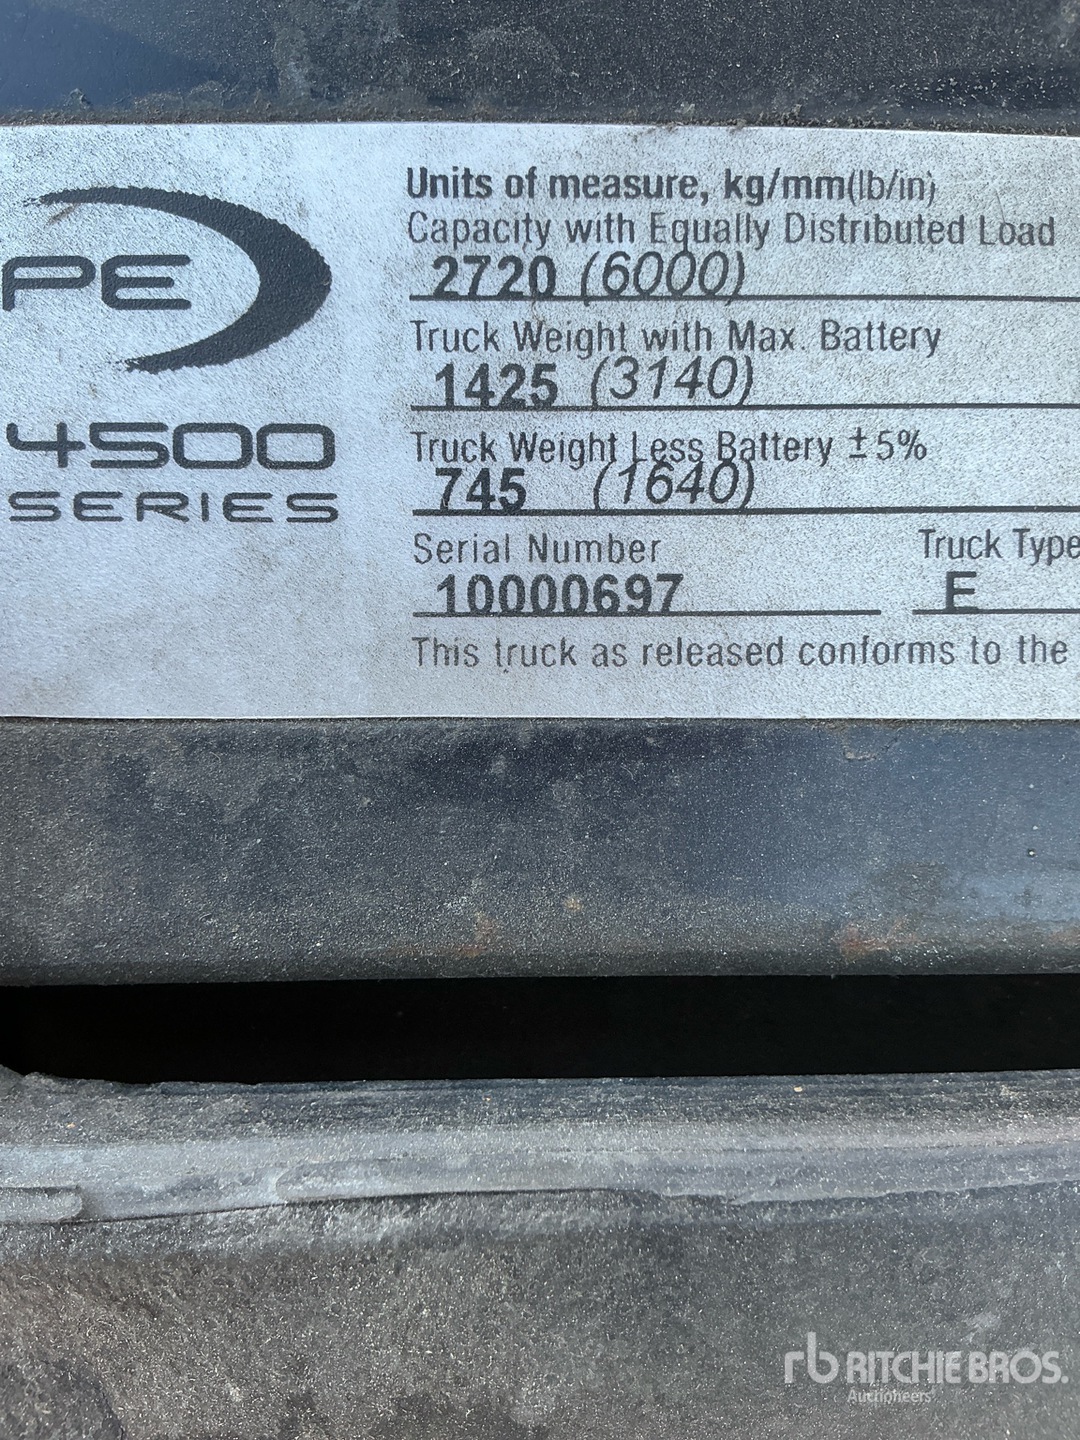 PE
4500
SERIES
Units of measure, kg/mm(lb/in)
Capacity with Equally Distributed Load
2720 (6000)
Truck Weight with Max. Battery
1425 (3140)
Truck Weight Less Battery ±5%
745 (1640)
Serial Number Truck Type
10000697 E
This truck as released conforms to the
rb RITCHIE BROS.
Auctioneers